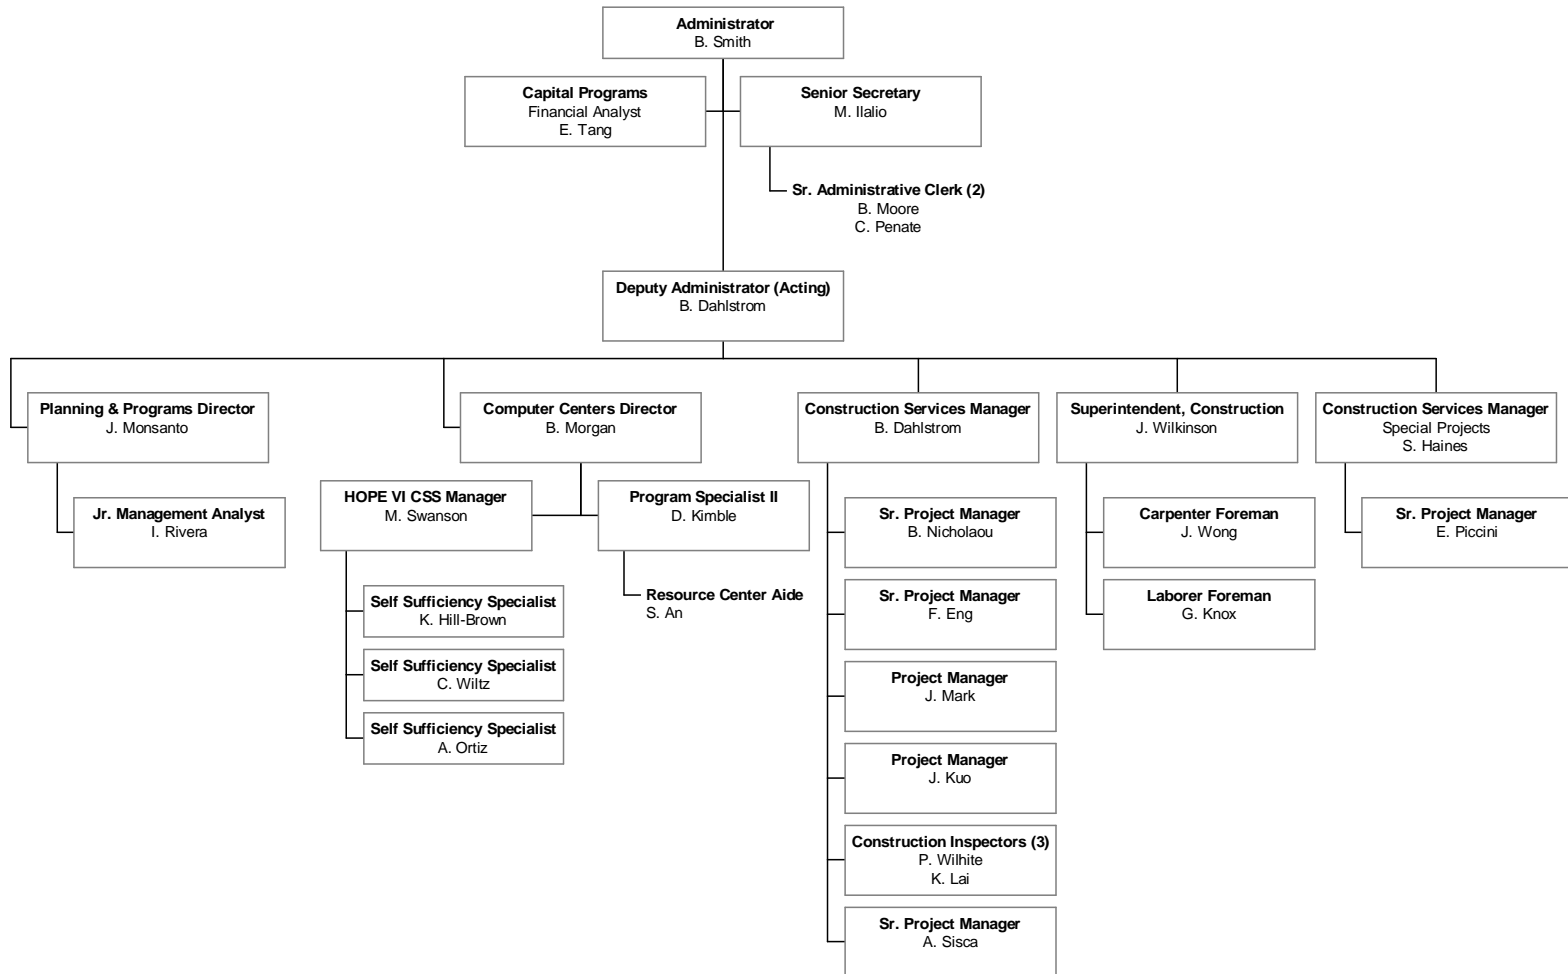 Administrator
B. Smith
Capital Programs
Financial Analyst
E. Tang
Senior Secretary
M. Ilalio
Sr. Administrative Clerk (2)
B. Moore
C. Penate
Deputy Administrator (Acting)
B. Dahlstrom
Planning & Programs Director
J. Monsanto
Jr. Management Analyst
I. Rivera
Computer Centers Director
B. Morgan
HOPE VI CSS Manager
M. Swanson
Self Sufficiency Specialist
K. Hill-Brown
Self Sufficiency Specialist
C. Wiltz
Self Sufficiency Specialist
A. Ortiz
Program Specialist II
D. Kimble
Resource Center Aide
S. An
Construction Services Manager
B. Dahlstrom
Sr. Project Manager
B. Nicholaou
Sr. Project Manager
F. Eng
Project Manager
J. Mark
Project Manager
J. Kuo
Construction Inspectors (3)
P. Wilhite
K. Lai
Sr. Project Manager
A. Sisca
Superintendent, Construction
J. Wilkinson
Carpenter Foreman
J. Wong
Laborer Foreman
G. Knox
Construction Services Manager
Special Projects
S. Haines
Sr. Project Manager
E. Piccini